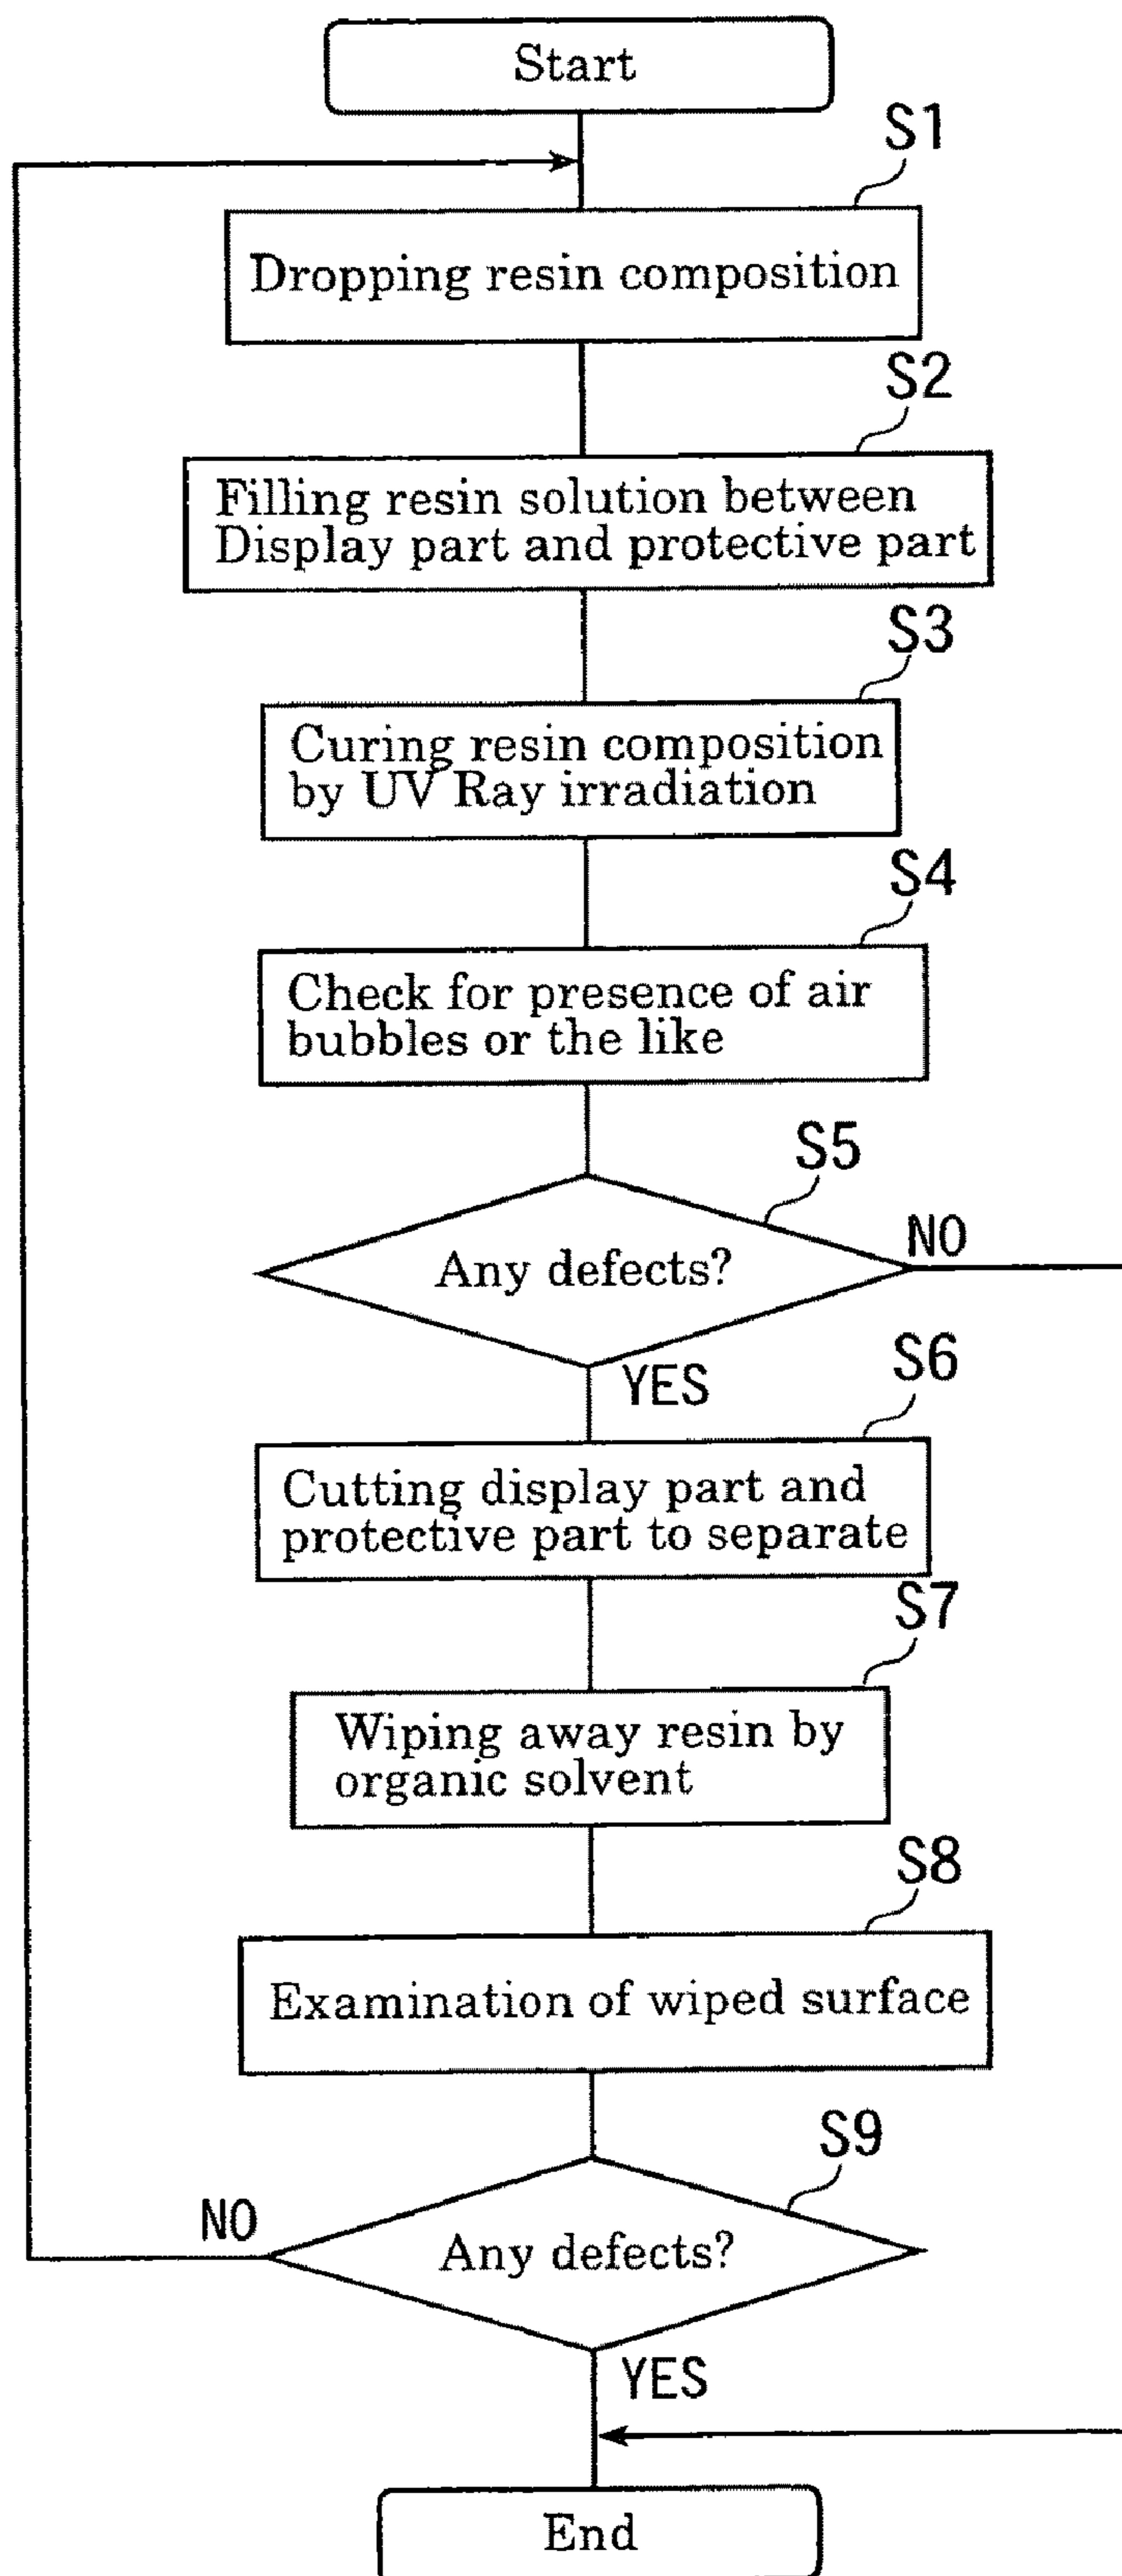 Start
S1
Dropping resin composition
S2
Filling resin solution between
Display part and protective part
S3
Curing resin composition
by UV Ray irradiation
S4
Check for presence of air
bubbles or the like
S5
Any defects?
NO
YES
S6
Cutting display part and
protective part to separate
S7
Wiping away resin by
organic solvent
S8
Examination of wiped surface
S9
Any defects?
NO
YES
End